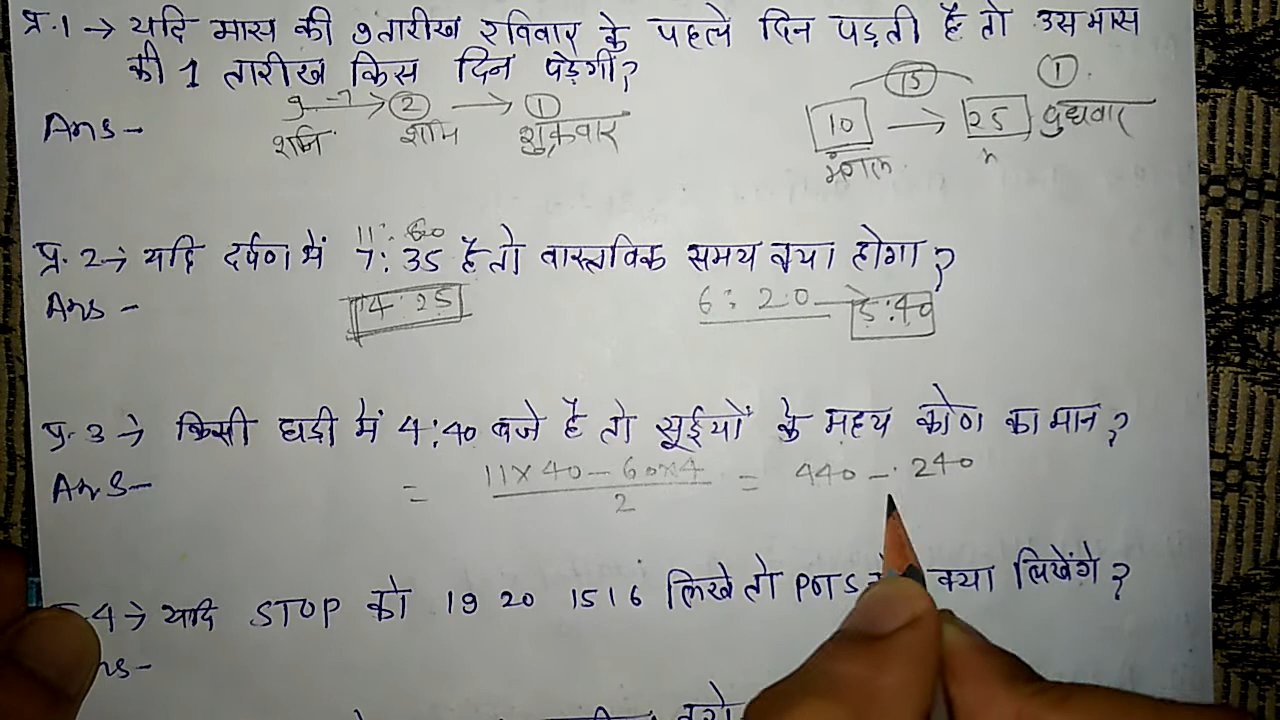 प्र.1 → यदि मास की 9 तारीख रविवार के पहले दिन पड़ती है तो उस मास
की 1 तारीख किस दिन पड़ेगी?
Ans - 9 -7→ 2 → 1 10 → 25 15 1
शनि शनि शुक्रवार मंगल बुधवार
प्र.2 → यदि दर्पण में 7:35 है तो वास्तविक समय क्या होगा?
11:60
Ans - 4:25 6:20 5:40
प्र.3 → किसी घड़ी में 4:40 बजे है तो सूईयों के मध्य कोण का मान?
Ans - = 11×40-60×4 = 440 - 240
2
4 → यदि STOP को 19 20 15 16 लिखे तो POTS क्या लिखेंगे?
ns -